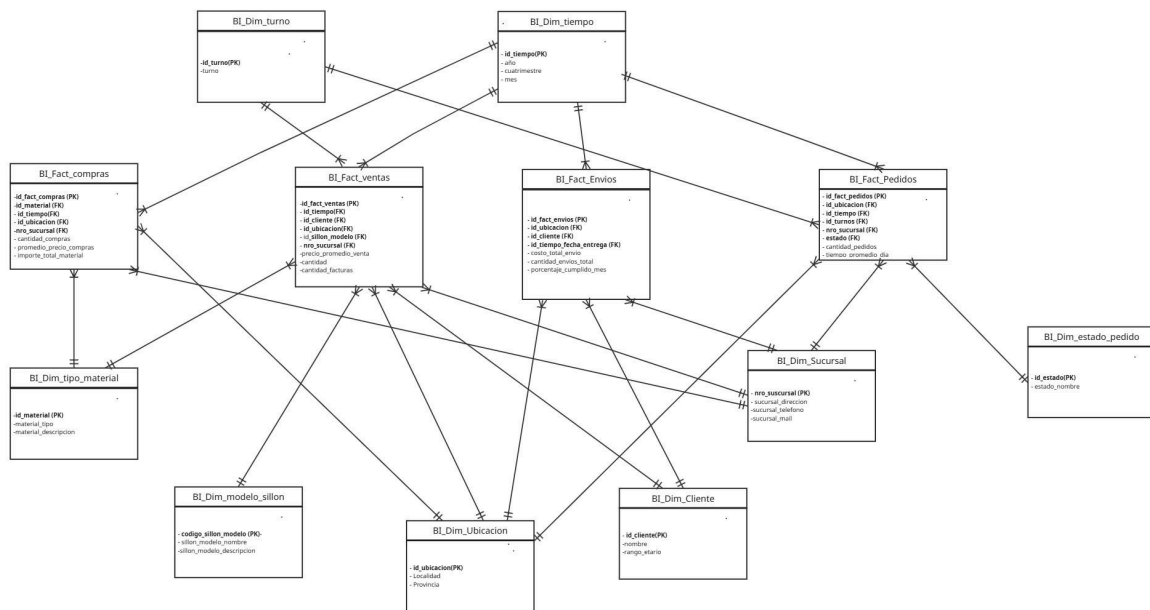 BI_Dim_turno
-id_turno(PK)
-turno
BI_Dim_tiempo
- id_tiempo(PK)
- año
- cuatrimestre
- mes
BI_Fact_compras
-id_fact_compras (PK)
-id_material (FK)
- id_tiempo(FK)
- id_ubicacion (FK)
-nro_sucursal (FK)
- cantidad_compras
- promedio_precio_compras
- importe_total_material
BI_Fact_ventas
-id_fact_ventas (PK)
- id_tiempo(FK)
- id_cliente (FK)
- id_ubicacion(FK)
- id_sillon_modelo (FK)
- nro_sucursal (FK)
-precio_promedio_venta
-cantidad
-cantidad_facturas
BI_Fact_Envios
- id_fact_envios (PK)
- id_ubicacion (FK)
- id_cliente (FK)
- id_tiempo_fecha_entrega(FK)
- costo_total_envio
- cantidad_envios_total
- porcentaje_cumplido_mes
BI_Fact_Pedidos
- id_fact_pedidos (PK)
- id_ubicacion (FK)
- id_tiempo (FK)
- id_turnos (FK)
- nro_sucursal (FK)
- estado (FK)
- cantidad_pedidos
- tiempo_promedio_dia
BI_Dim_tipo_material
-id_material (PK)
-material_tipo
-material_descripcion
BI_Dim_Sucursal
- nro_suscursal (PK)
- sucursal_direccion
-sucursal_telefono
-sucursal_mail
BI_Dim_estado_pedido
- id_estado(PK)
- estado_nombre
BI_Dim_modelo_sillon
- codigo_sillon_modelo (PK)-
- sillon_modelo_nombre
-sillon_modelo_descripcion
BI_Dim_Ubicacion
- id_ubicacion(PK)
- Localidad
- Provincia
BI_Dim_Cliente
- id_cliente(PK)
-nombre
-rango_etario